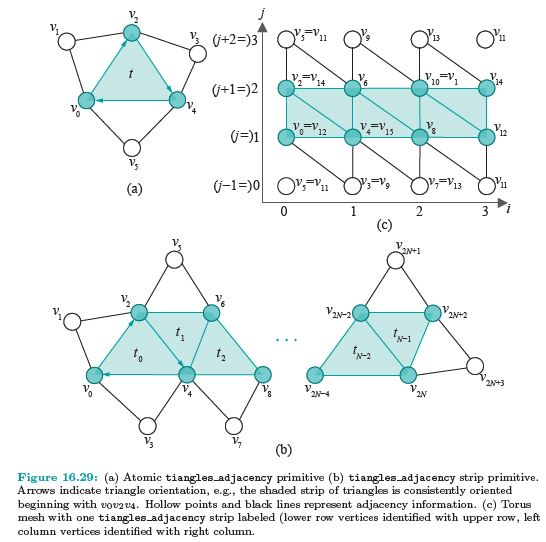 v1
v2
v3
t
v0
v4
v5
(a)
j
(j+2=)3
v5=v11
v9
v13
v11
(j+1=)2
v2=v14
v6
v10=v1
v14
(j=)1
v0=v12
v4=v15
v8
v12
(j−1=)0
v5=v11
v3=v9
v7=v13
v11
0
1
2
3
i
(c)
v5
v1
v2
v6
t0
t1
t2
v0
v4
v8
v3
v7
. . .
v2N+1
v2N−2
v2N+2
tN−2
tN−1
v2N−4
v2N
v2N+3
(b)
Figure 16.29: (a) Atomic tiangles_adjacency primitive (b) tiangles_adjacency strip primitive.
Arrows indicate triangle orientation, e.g., the shaded strip of triangles is consistently oriented
beginning with v0v2v4. Hollow points and black lines represent adjacency information. (c) Torus
mesh with one tiangles_adjacency strip labeled (lower row vertices identified with upper row, left
column vertices identified with right column.